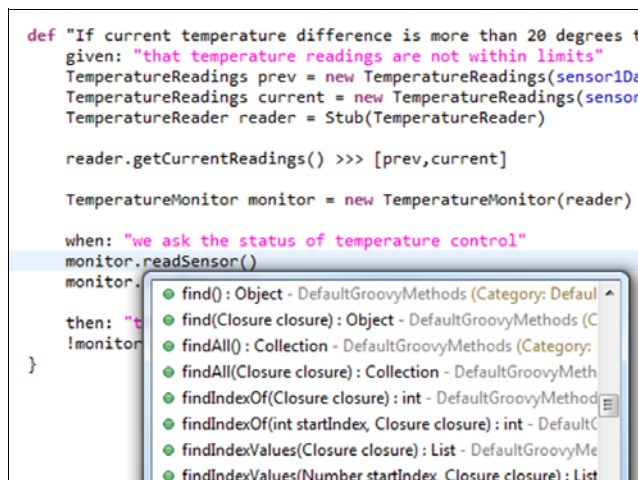 def "If current temperature difference is more than 20 degrees t
given: "that temperature readings are not within limits"
TemperatureReadings prev = new TemperatureReadings(sensor1Da
TemperatureReadings current = new TemperatureReadings(sensor
TemperatureReader reader = Stub(TemperatureReader)
reader.getCurrentReadings() >>> [prev,current]
TemperatureMonitor monitor = new TemperatureMonitor(reader)
when: "we ask the status of temperature control"
monitor.readSensor()
monitor.
find() : Object - DefaultGroovyMethods (Category: Defaul
find(Closure closure) : Object - DefaultGroovyMethods (C
then: "t
findAll() : Collection - DefaultGroovyMethods (Category:
!monitor
findAll(Closure closure) : Collection - DefaultGroovyMeth
}
findIndexOf(Closure closure) : int - DefaultGroovyMethod
findIndexOf(int startIndex, Closure closure) : int - Default
findIndexValues(Closure closure) : List - DefaultGroovyMe
findIndexValues(Number startIndex, Closure closure) : List